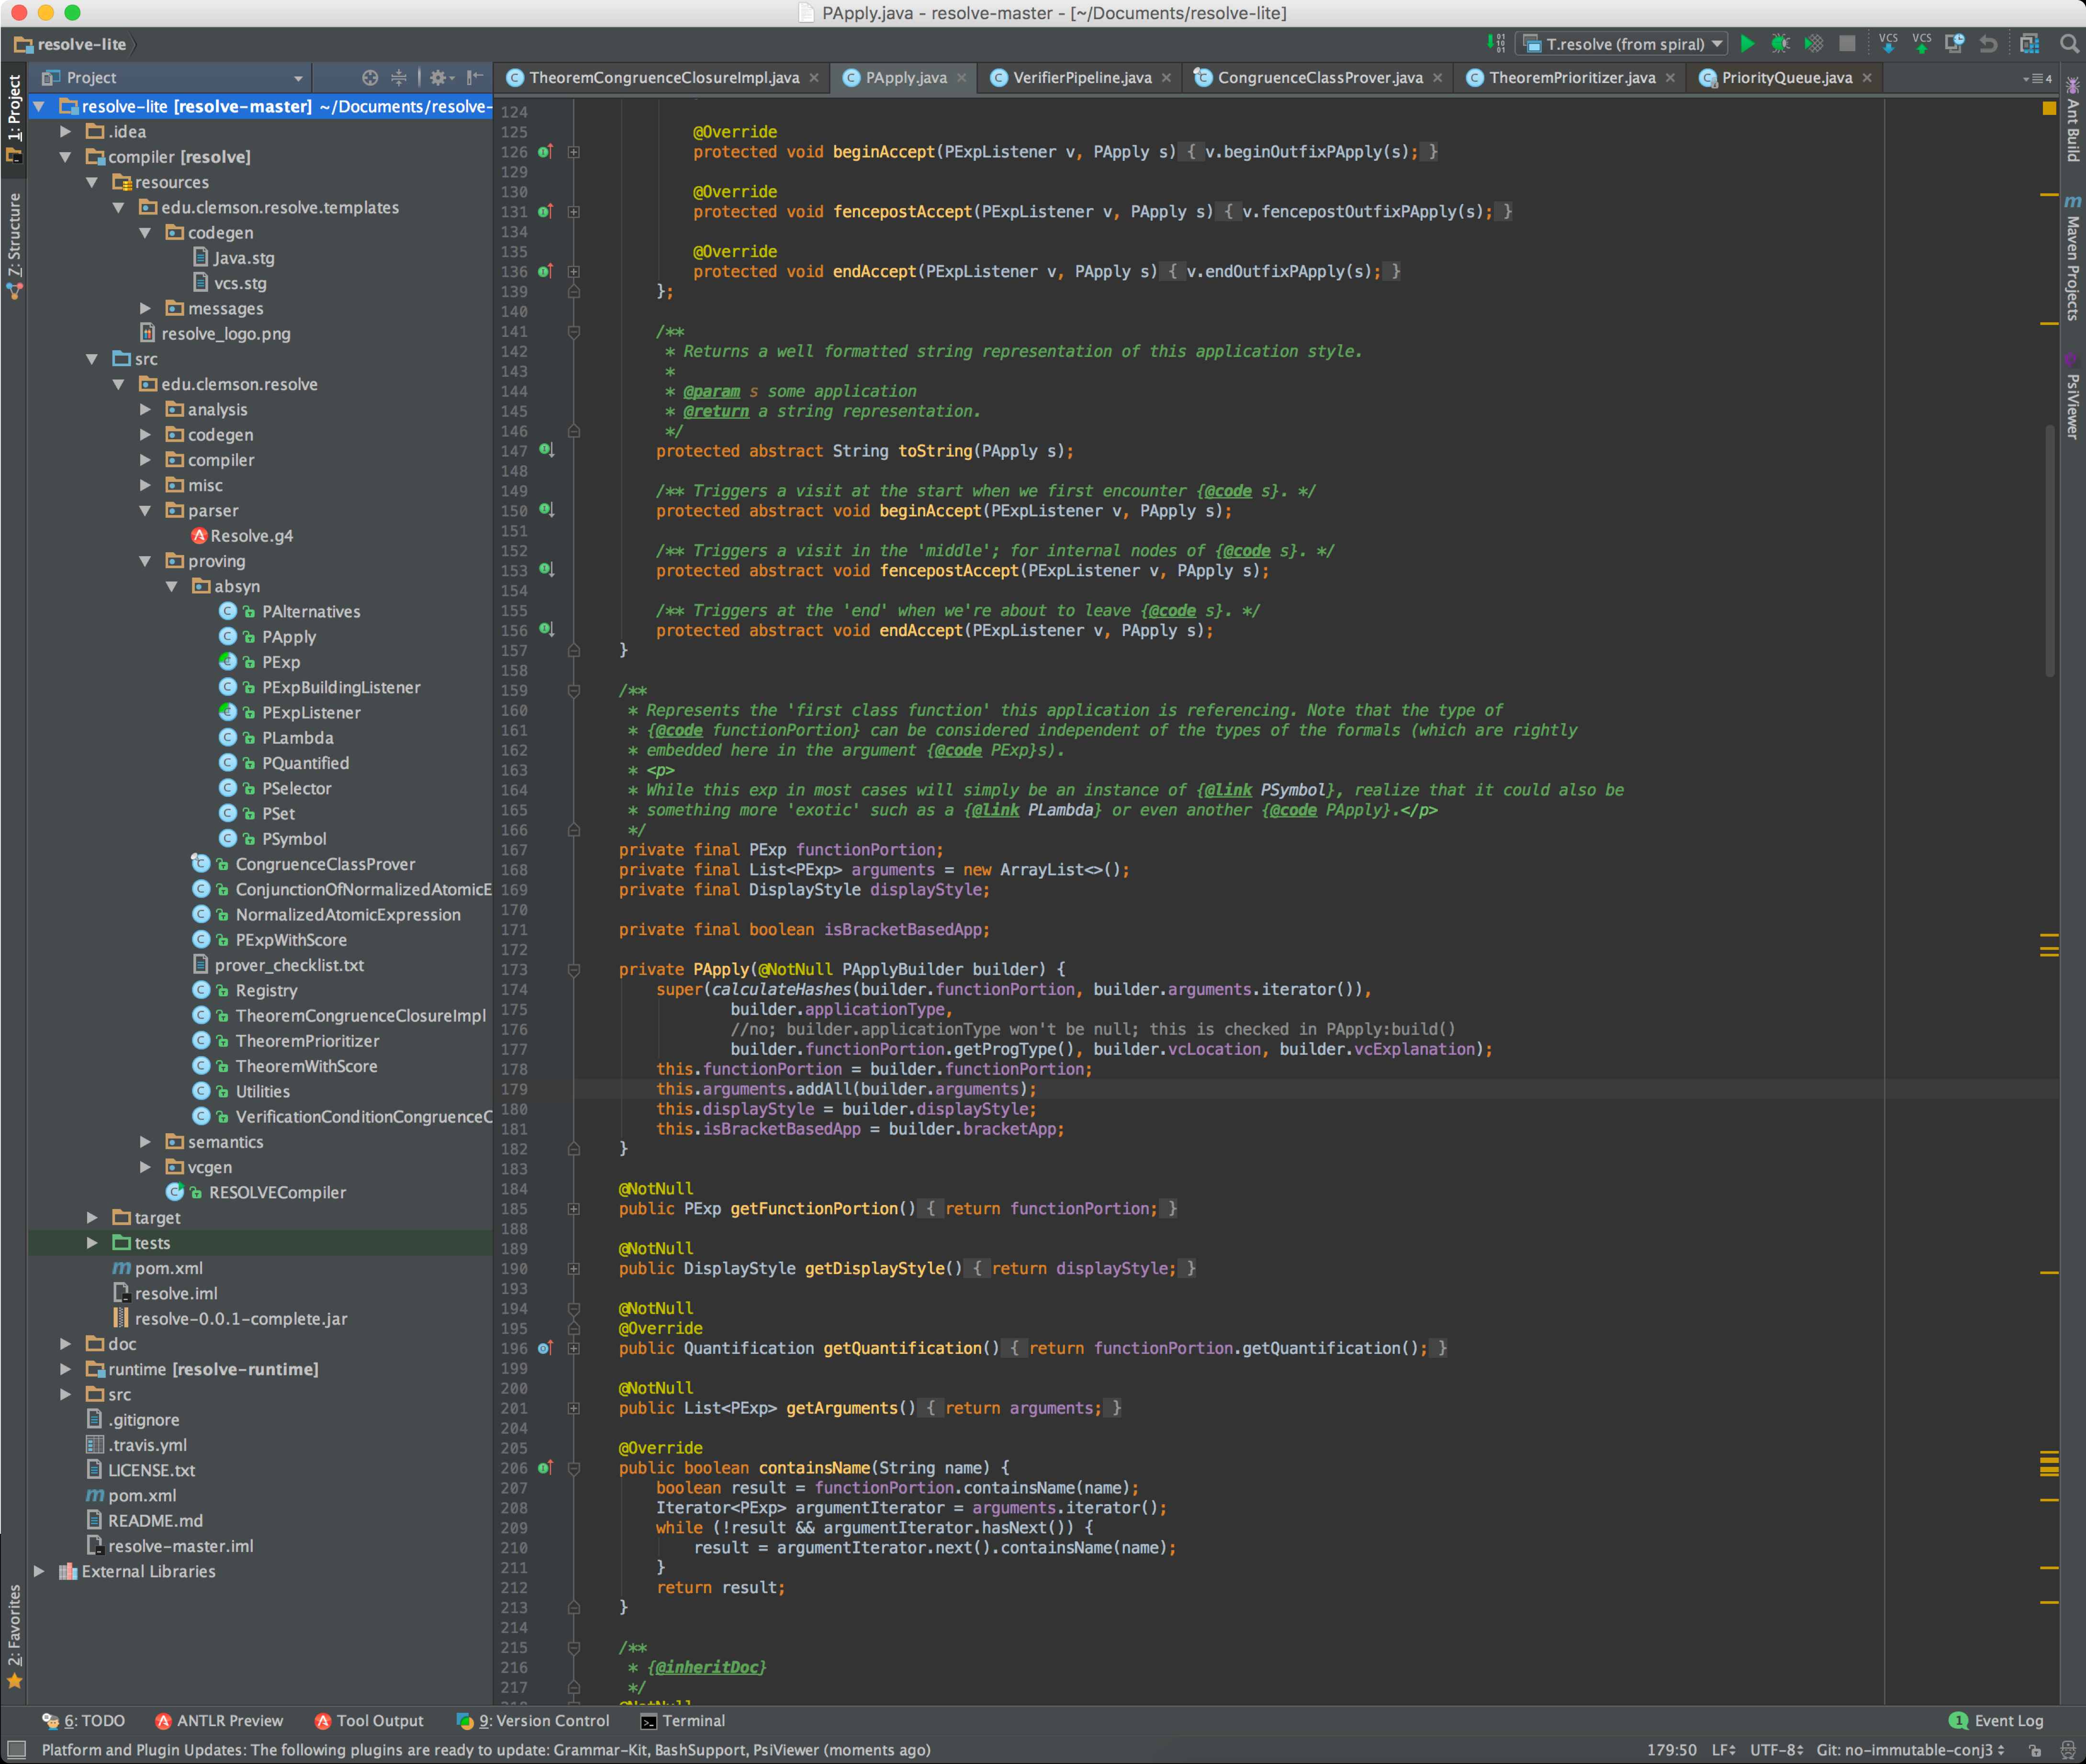 PApply.java - resolve-master - [~/Documents/resolve-lite]
resolve-lite
T.resolve (from spiral)
VCS VCS
Project
TheoremCongruenceClosureImpl.java
PApply.java
VerifierPipeline.java
CongruenceClassProver.java
TheoremPrioritizer.java
PriorityQueue.java
4
1: Project
Z: Structure
2: Favorites
resolve-lite [resolve-master] ~/Documents/resolve-
.idea
compiler [resolve]
resources
edu.clemson.resolve.templates
codegen
Java.stg
vcs.stg
messages
resolve_logo.png
src
edu.clemson.resolve
analysis
codegen
compiler
misc
parser
Resolve.g4
proving
absyn
PAlternatives
PApply
PExp
PExpBuildingListener
PExpListener
PLambda
PQuantified
PSelector
PSet
PSymbol
CongruenceClassProver
ConjunctionOfNormalizedAtomicE
NormalizedAtomicExpression
PExpWithScore
prover_checklist.txt
Registry
TheoremCongruenceClosureImpl
TheoremPrioritizer
TheoremWithScore
Utilities
VerificationConditionCongruenceC
semantics
vcgen
RESOLVECompiler
target
tests
pom.xml
resolve.iml
resolve-0.0.1-complete.jar
doc
runtime [resolve-runtime]
src
.gitignore
.travis.yml
LICENSE.txt
pom.xml
README.md
resolve-master.iml
External Libraries
124
125 @Override
126 protected void beginAccept(PExpListener v, PApply s) { v.beginOutfixPApply(s); }
129
130 @Override
131 protected void fencepostAccept(PExpListener v, PApply s) { v.fencepostOutfixPApply(s); }
134
135 @Override
136 protected void endAccept(PExpListener v, PApply s) { v.endOutfixPApply(s); }
139 };
140
141 /**
142 * Returns a well formatted string representation of this application style.
143 *
144 * @param s some application
145 * @return a string representation.
146 */
147 protected abstract String toString(PApply s);
148
149 /** Triggers a visit at the start when we first encounter {@code s}. */
150 protected abstract void beginAccept(PExpListener v, PApply s);
151
152 /** Triggers a visit in the 'middle'; for internal nodes of {@code s}. */
153 protected abstract void fencepostAccept(PExpListener v, PApply s);
154
155 /** Triggers at the 'end' when we're about to leave {@code s}. */
156 protected abstract void endAccept(PExpListener v, PApply s);
157 }
158
159 /**
160 * Represents the 'first class function' this application is referencing. Note that the type of
161 * {@code functionPortion} can be considered independent of the types of the formals (which are rightly
162 * embedded here in the argument {@code PExp}s).
163 * <p>
164 * While this exp in most cases will simply be an instance of {@link PSymbol}, realize that it could also be
165 * something more 'exotic' such as a {@link PLambda} or even another {@code PApply}.</p>
166 */
167 private final PExp functionPortion;
168 private final List<PExp> arguments = new ArrayList<>();
169 private final DisplayStyle displayStyle;
170
171 private final boolean isBracketBasedApp;
172
173 private PApply(@NotNull PApplyBuilder builder) {
174 super(calculateHashes(builder.functionPortion, builder.arguments.iterator()),
175 builder.applicationType,
176 //no; builder.applicationType won't be null; this is checked in PApply:build()
177 builder.functionPortion.getProgType(), builder.vcLocation, builder.vcExplanation);
178 this.functionPortion = builder.functionPortion;
179 this.arguments.addAll(builder.arguments);
180 this.displayStyle = builder.displayStyle;
181 this.isBracketBasedApp = builder.bracketApp;
182 }
183
184 @NotNull
185 public PExp getFunctionPortion() { return functionPortion; }
188
189 @NotNull
190 public DisplayStyle getDisplayStyle() { return displayStyle; }
193
194 @NotNull
195 @Override
196 public Quantification getQuantification() { return functionPortion.getQuantification(); }
199
200 @NotNull
201 public List<PExp> getArguments() { return arguments; }
204
205 @Override
206 public boolean containsName(String name) {
207 boolean result = functionPortion.containsName(name);
208 Iterator<PExp> argumentIterator = arguments.iterator();
209 while (!result && argumentIterator.hasNext()) {
210 result = argumentIterator.next().containsName(name);
211 }
212 return result;
213 }
214
215 /**
216 * {@inheritDoc}
217 */
Ant Build
Maven Projects
PsiViewer
6: TODO
ANTLR Preview
Tool Output
9: Version Control
Terminal
1 Event Log
Platform and Plugin Updates: The following plugins are ready to update: Grammar-Kit, BashSupport, PsiViewer (moments ago)
179:50 LF UTF-8 Git: no-immutable-conj3